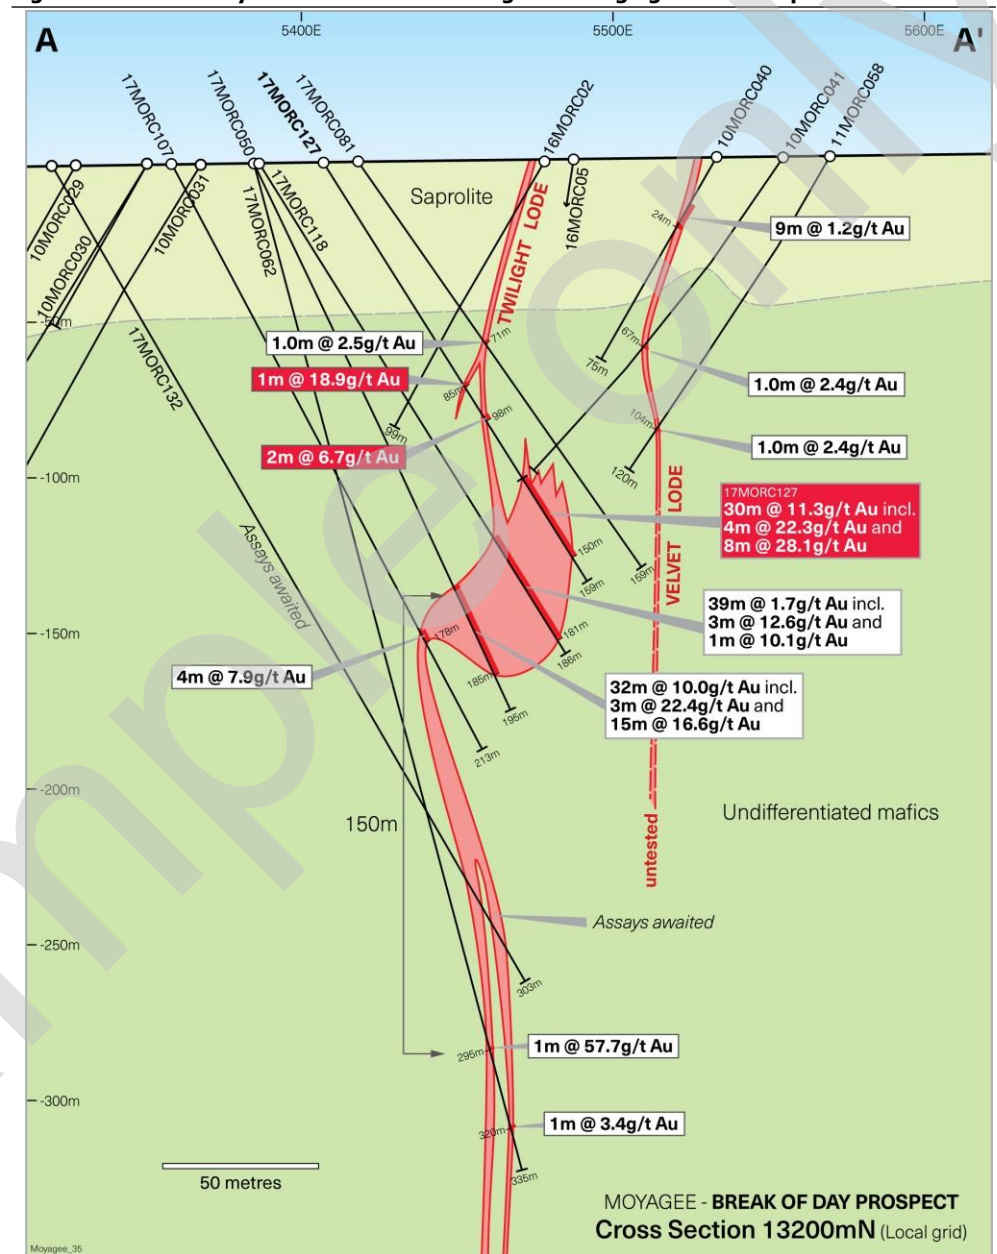 A
5400E
5500E
5600E
A'
17MORC107
17MORC050
17MORC127
17MORC081
16MORC02
10MORC040
10MORC041
11MORC058
10MORC029
10MORC030
10MORC031
17MORC062
17MORC118
16MORC05
17MORC132
Saprolite
TWILIGHT LODE
24m
9m @ 1.2g/t Au
1.0m @ 2.5g/t Au
71m
67m
75m
1m @ 18.9g/t Au
85m
1.0m @ 2.4g/t Au
98m
99m
104m
2m @ 6.7g/t Au
1.0m @ 2.4g/t Au
-100m
120m
17MORC127
30m @ 11.3g/t Au incl.
4m @ 22.3g/t Au and
8m @ 28.1g/t Au
Assays awaited
VELVET LODE
150m
159m
159m
39m @ 1.7g/t Au incl.
3m @ 12.6g/t Au and
1m @ 10.1g/t Au
-150m
178m
181m
186m
4m @ 7.9g/t Au
185m
32m @ 10.0g/t Au incl.
3m @ 22.4g/t Au and
15m @ 16.6g/t Au
195m
213m
-200m
150m
Undifferentiated mafics
untested
Assays awaited
-250m
303m
295m
1m @ 57.7g/t Au
-300m
320m
1m @ 3.4g/t Au
335m
50 metres
MOYAGEE - BREAK OF DAY PROSPECT
Cross Section 13200mN (Local grid)
Moyagee_35